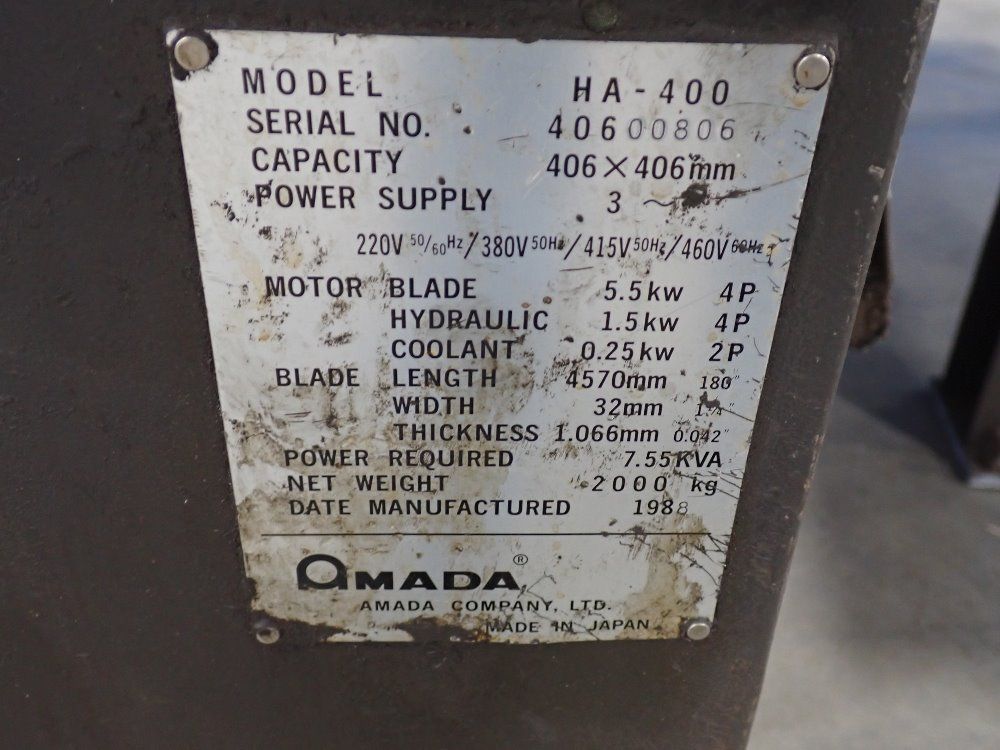 MODEL HA-400
SERIAL NO. 40600806
CAPACITY 406×406mm
POWER SUPPLY 3 ~
220V 50/60Hz/380V 50Hz/415V 50Hz/460V 60Hz
MOTOR BLADE 5.5kw 4P
HYDRAULIC 1.5kw 4P
COOLANT 0.25kw 2P
BLADE LENGTH 4570mm 180"
WIDTH 32mm 1¼"
THICKNESS 1.066mm 0.042"
POWER REQUIRED 7.55KVA
NET WEIGHT 2000 kg
DATE MANUFACTURED 1988
AMADA®
AMADA COMPANY, LTD.
MADE IN JAPAN